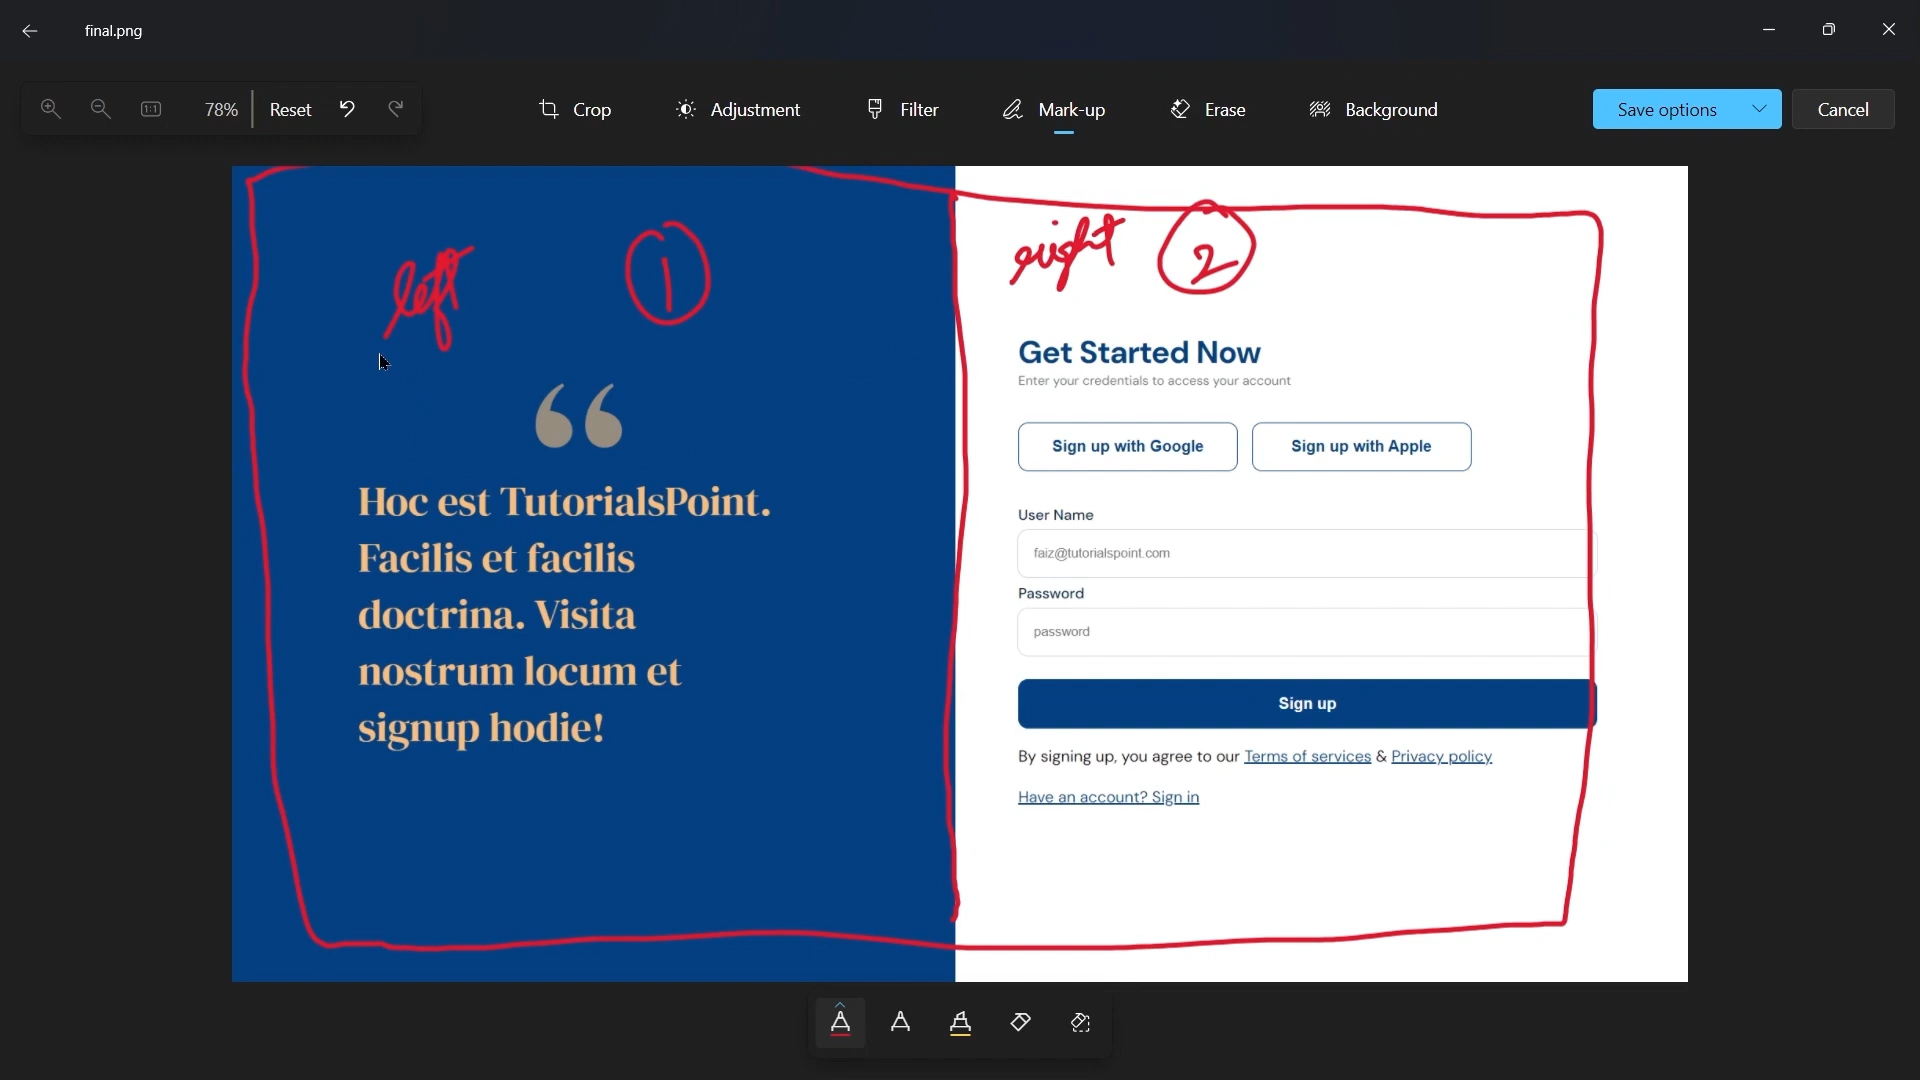 final.png
78%
Reset
Crop
Adjustment
Filter
Mark-up
Erase
Background
Save options
Cancel
left
1
“
Hoc est TutorialsPoint.
Facilis et facilis
doctrina. Visita
nostrum locum et
signup hodie!
right
2
Get Started Now
Enter your credentials to access your account
Sign up with Google
Sign up with Apple
User Name
faiz@tutorialspoint.com
Password
password
Sign up
By signing up, you agree to our Terms of services & Privacy policy
Have an account? Sign in